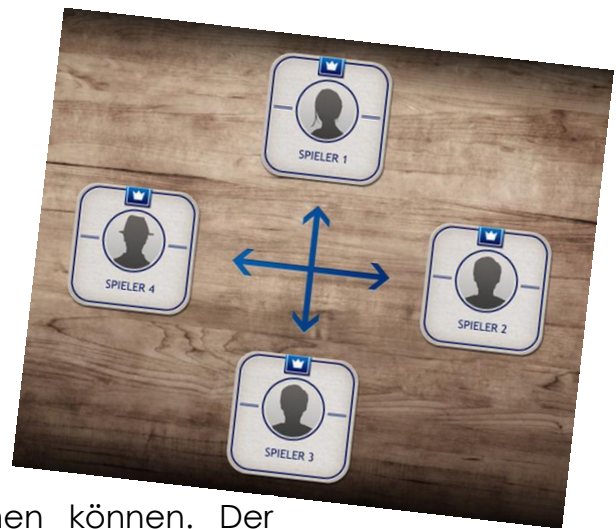 SPIELER 1
SPIELER 4
SPIELER 2
SPIELER 3
können. Der